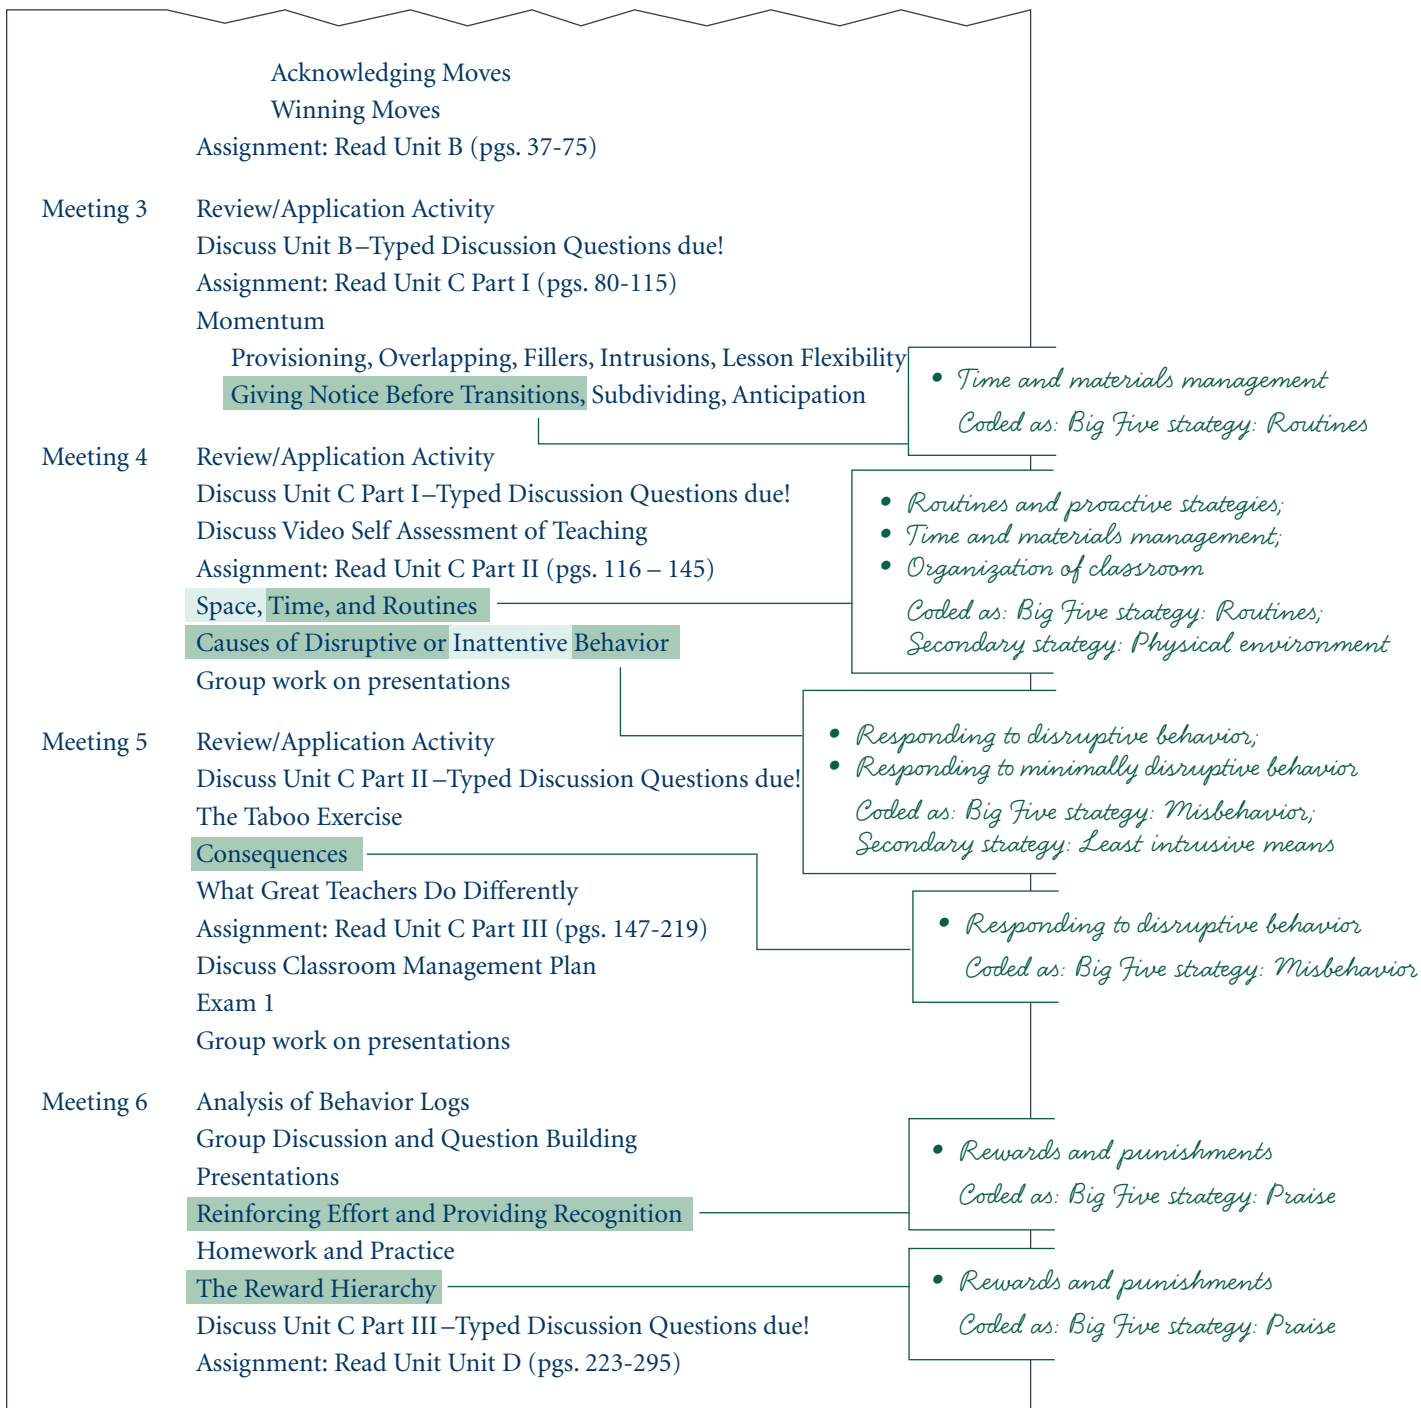 Acknowledging Moves
Winning Moves
Assignment: Read Unit B (pgs. 37-75)
Meeting 3 Review/Application Activity
Discuss Unit B–Typed Discussion Questions due!
Assignment: Read Unit C Part I (pgs. 80-115)
Momentum
Provisioning, Overlapping, Fillers, Intrusions, Lesson Flexibility
Giving Notice Before Transitions, Subdividing, Anticipation
• Time and materials management
Coded as: Big Five strategy: Routines
Meeting 4 Review/Application Activity
Discuss Unit C Part I–Typed Discussion Questions due!
Discuss Video Self Assessment of Teaching
Assignment: Read Unit C Part II (pgs. 116 – 145)
Space, Time, and Routines
Causes of Disruptive or Inattentive Behavior
Group work on presentations
• Routines and proactive strategies;
• Time and materials management;
• Organization of classroom
Coded as: Big Five strategy: Routines;
Secondary strategy: Physical environment
• Responding to disruptive behavior;
• Responding to minimally disruptive behavior
Coded as: Big Five strategy: Misbehavior;
Secondary strategy: Least intrusive means
Meeting 5 Review/Application Activity
Discuss Unit C Part II–Typed Discussion Questions due!
The Taboo Exercise
Consequences
What Great Teachers Do Differently
Assignment: Read Unit C Part III (pgs. 147-219)
Discuss Classroom Management Plan
Exam 1
Group work on presentations
• Responding to disruptive behavior
Coded as: Big Five strategy: Misbehavior
Meeting 6 Analysis of Behavior Logs
Group Discussion and Question Building
Presentations
Reinforcing Effort and Providing Recognition
Homework and Practice
The Reward Hierarchy
Discuss Unit C Part III–Typed Discussion Questions due!
Assignment: Read Unit Unit D (pgs. 223-295)
• Rewards and punishments
Coded as: Big Five strategy: Praise
• Rewards and punishments
Coded as: Big Five strategy: Praise